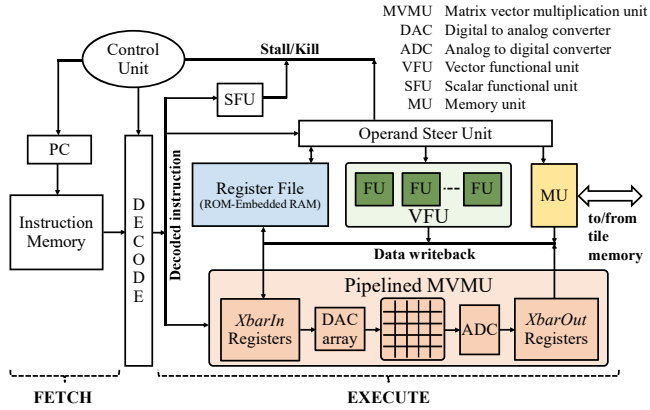 MVMU Matrix vector multiplication unit
DAC Digital to analog converter
ADC Analog to digital converter
VFU Vector functional unit
SFU Scalar functional unit
MU Memory unit
Control
Unit
Stall/Kill
SFU
PC
Operand Steer Unit
Instruction
Memory
DECODE
Decoded instruction
Register File
(ROM-Embedded RAM)
FU FU FU
VFU
MU
to/from
tile
memory
Data writeback
Pipelined MVMU
XbarIn
Registers
DAC
array
ADC
XbarOut
Registers
FETCH
EXECUTE